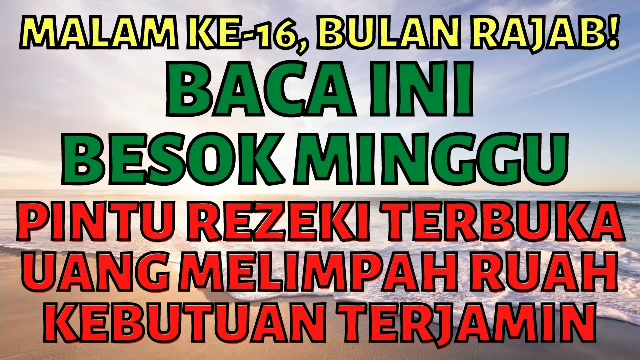 MALAM KE-16, BULAN RAJAB!
BACA INI
BESOK MINGGU
PINTU REZEKI TERBUKA
UANG MELIMPAH RUAH
KEBUTUAN TERJAMIN